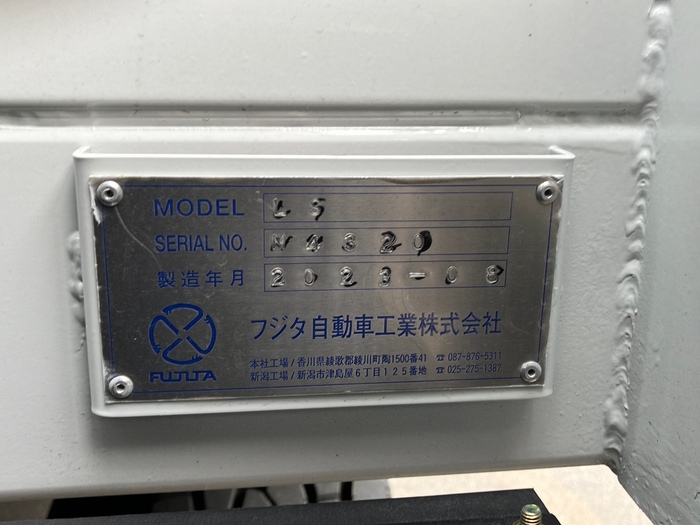 MODEL LS
SERIAL NO. N4320
製造年月 2023-08
フジタ自動車工業株式会社
FUJITA
本社工場/香川県綾歌郡綾川町陶1500番41 ☎ 087-876-5311
新潟工場/新潟市津島屋6丁目125番地 ☎ 025-275-1387